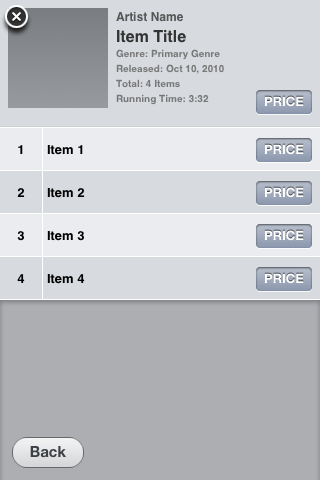 Artist Name
Item Title
Genre: Primary Genre
Released: Oct 10, 2010
Total: 4 Items
Running Time: 3:32
PRICE
1 Item 1 PRICE
2 Item 2 PRICE
3 Item 3 PRICE
4 Item 4 PRICE
Back